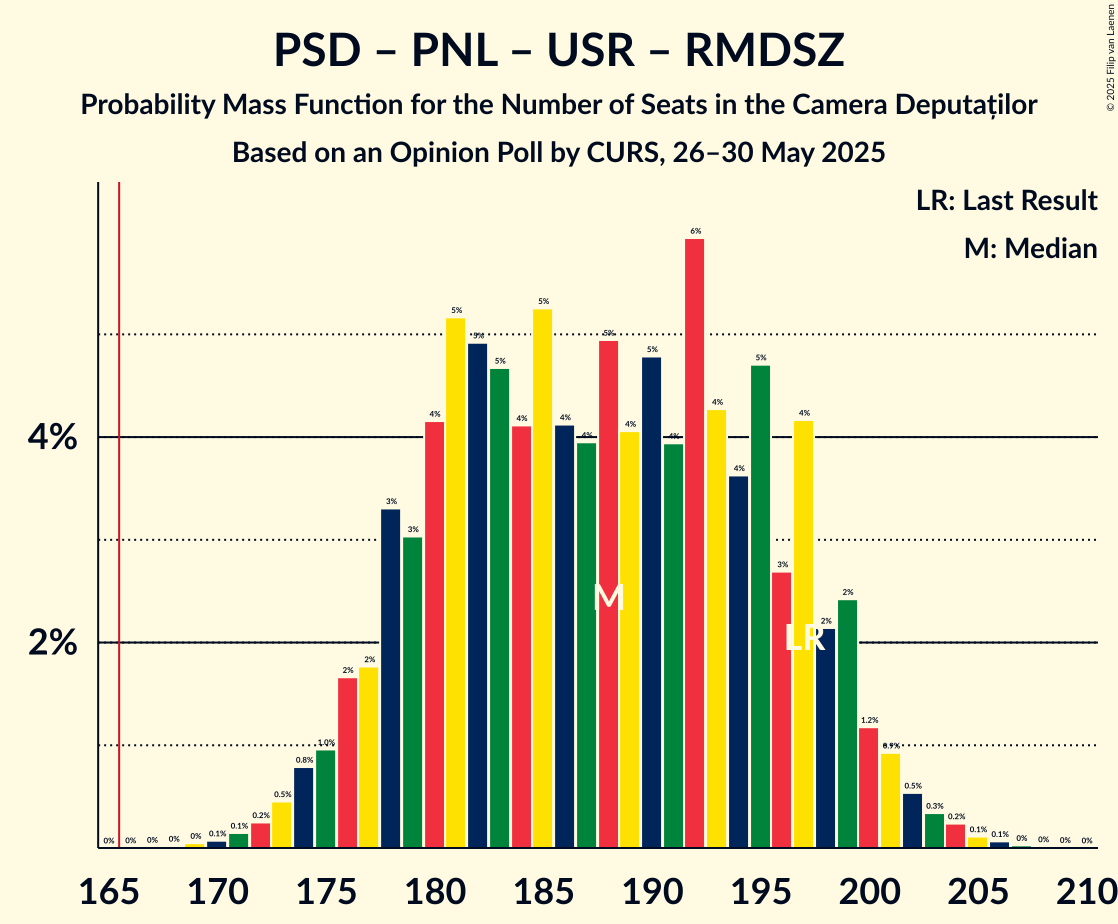 PSD – PNL – USR – RMDSZ
Probability Mass Function for the Number of Seats in the Camera Deputaților
Based on an Opinion Poll by CURS, 26–30 May 2025
© 2025 Filip van Laenen
LR: Last Result
M: Median
4%
2%
0% 0% 0% 0% 0% 0.1% 0.1% 0.2% 0.5% 0.8% 1.0% 2% 2% 3% 3% 4% 5% 5% 5% 4% 5% 4% 4% 5% 4% 5% 4% 6% 4% 4% 5% 3% 4% 2% 2% 1.2% 0.9% 0.5% 0.3% 0.2% 0.1% 0.1% 0% 0% 0% 0%
M
LR
165 170 175 180 185 190 195 200 205 210